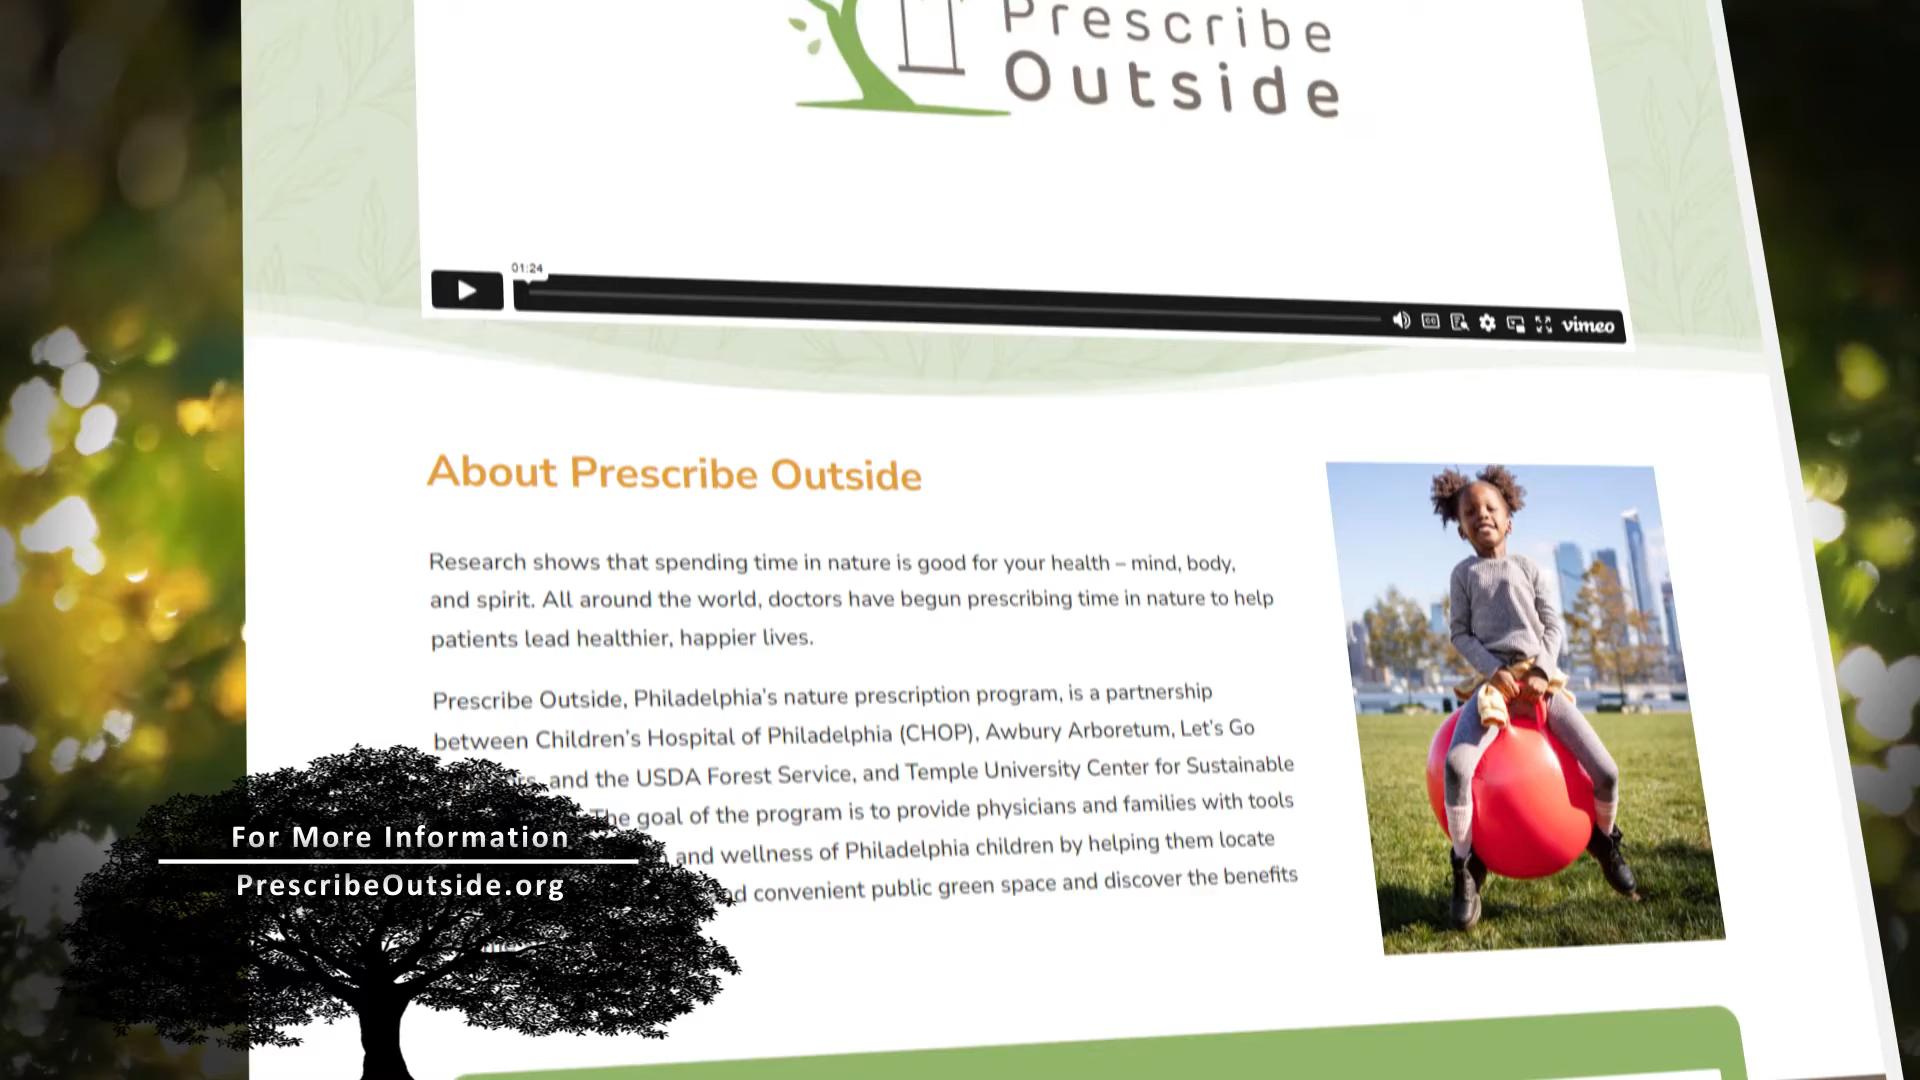 Prescribe
Outside
01:24
CC
vimeo
About Prescribe Outside
Research shows that spending time in nature is good for your health – mind, body,
and spirit. All around the world, doctors have begun prescribing time in nature to help
patients lead healthier, happier lives.
Prescribe Outside, Philadelphia's nature prescription program, is a partnership
between Children's Hospital of Philadelphia (CHOP), Awbury Arboretum, Let's Go
and the USDA Forest Service, and Temple University Center for Sustainable
The goal of the program is to provide physicians and families with tools
and wellness of Philadelphia children by helping them locate
convenient public green space and discover the benefits
For More Information
PrescribeOutside.org